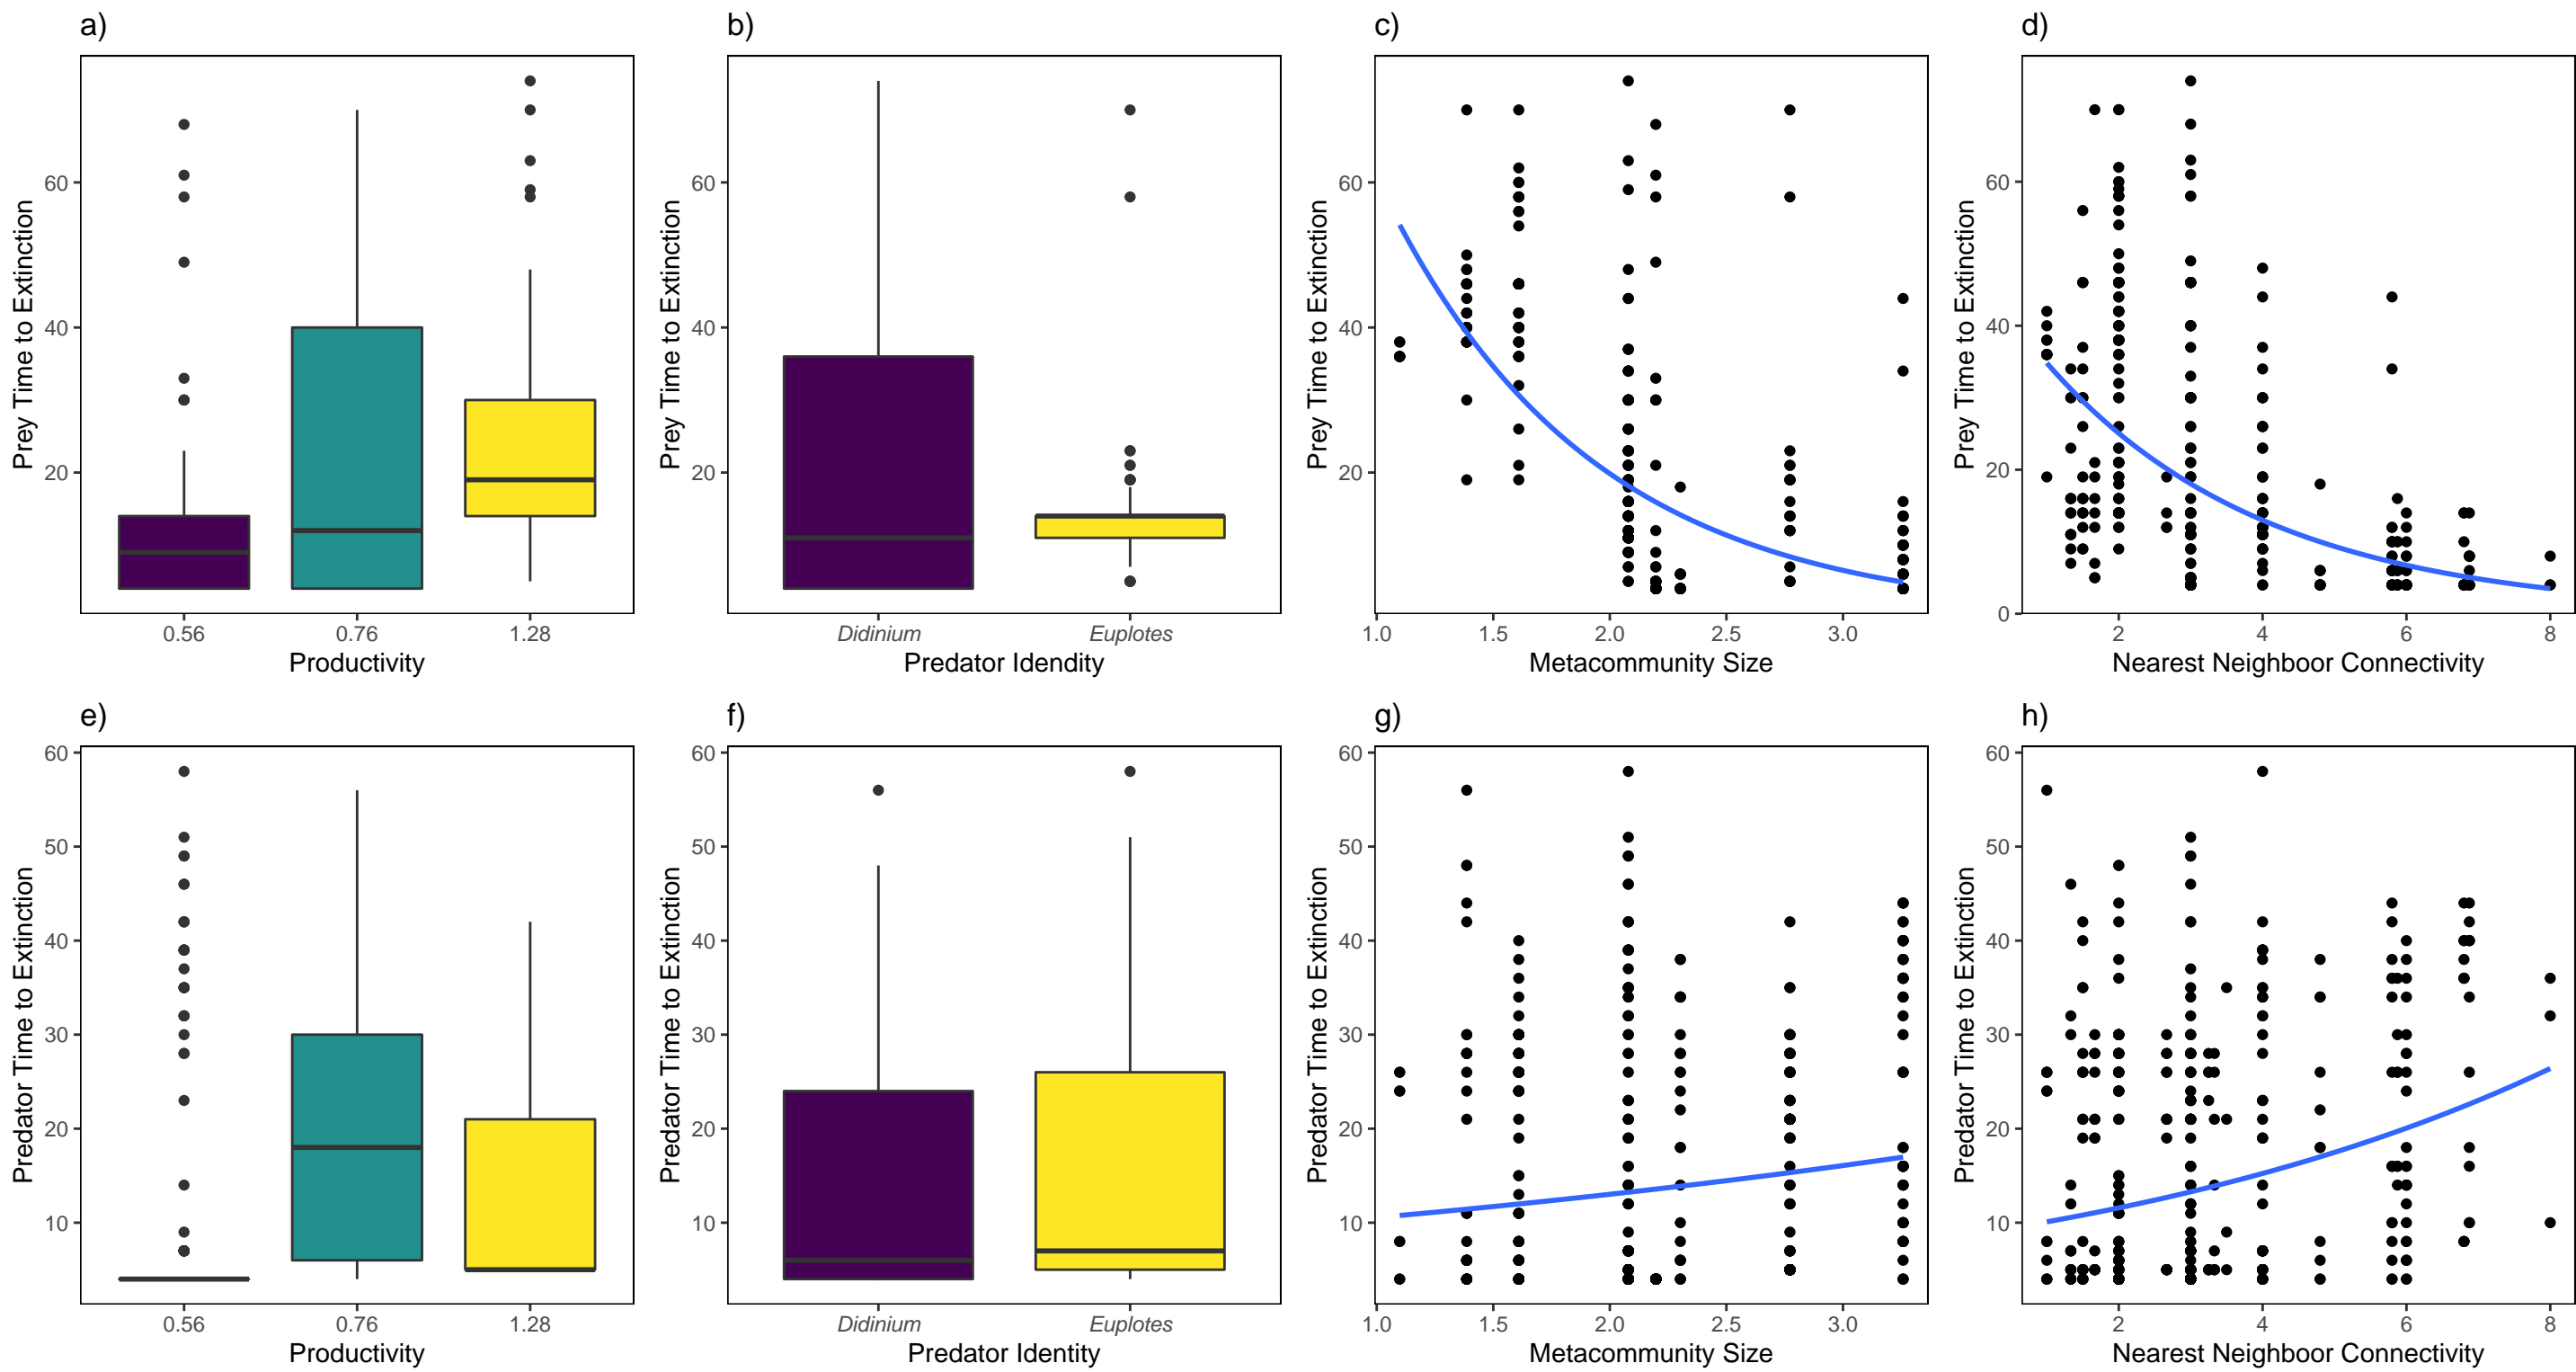 a)
Prey Time to Extinction
60
40
20
0.56 0.76 1.28
Productivity
b)
Prey Time to Extinction
60
40
20
Didinium Euplotes
Predator Idendity
c)
Prey Time to Extinction
60
40
20
1.0 1.5 2.0 2.5 3.0
Metacommunity Size
d)
Prey Time to Extinction
60
40
20
0
2 4 6 8
Nearest Neighboor Connectivity
e)
Predator Time to Extinction
60
50
40
30
20
10
0.56 0.76 1.28
Productivity
f)
Predator Time to Extinction
60
50
40
30
20
10
Didinium Euplotes
Predator Identity
g)
Predator Time to Extinction
60
50
40
30
20
10
1.0 1.5 2.0 2.5 3.0
Metacommunity Size
h)
Predator Time to Extinction
60
50
40
30
20
10
2 4 6 8
Nearest Neighboor Connectivity